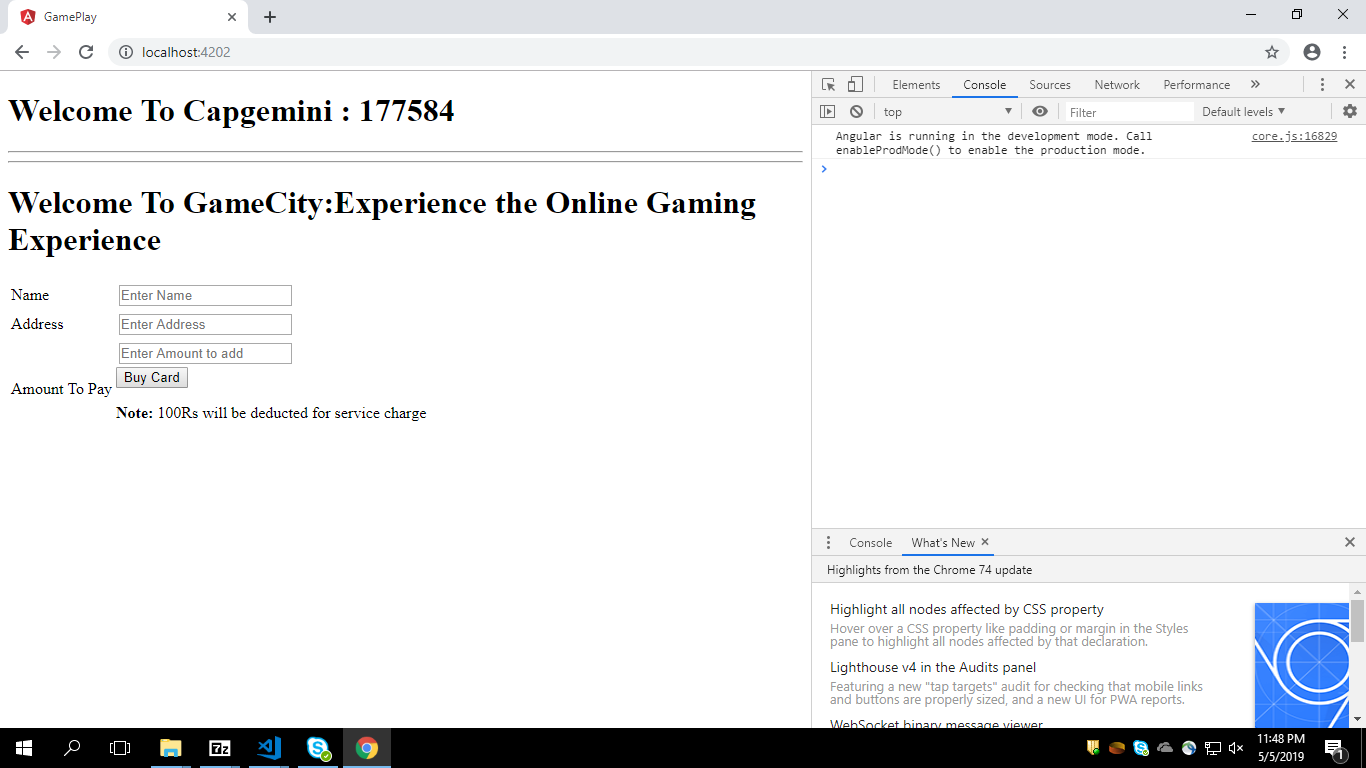 GamePlay
localhost:4202
Welcome To Capgemini : 177584
Welcome To GameCity:Experience the Online Gaming
Experience
Name
Enter Name
Address
Enter Address
Enter Amount to add
Amount To Pay
Buy Card
Note: 100Rs will be deducted for service charge
Elements Console Sources Network Performance »
top Filter Default levels
Angular is running in the development mode. Call core.js:16829
enableProdMode() to enable the production mode.
Console What's New
Highlights from the Chrome 74 update
Highlight all nodes affected by CSS property
Hover over a CSS property like padding or margin in the Styles
pane to highlight all nodes affected by that declaration.
Lighthouse v4 in the Audits panel
Featuring a new "tap targets" audit for checking that mobile links
and buttons are properly sized, and a new UI for PWA reports.
WebSocket binary message viewer
7z
11:48 PM
5/5/2019
1